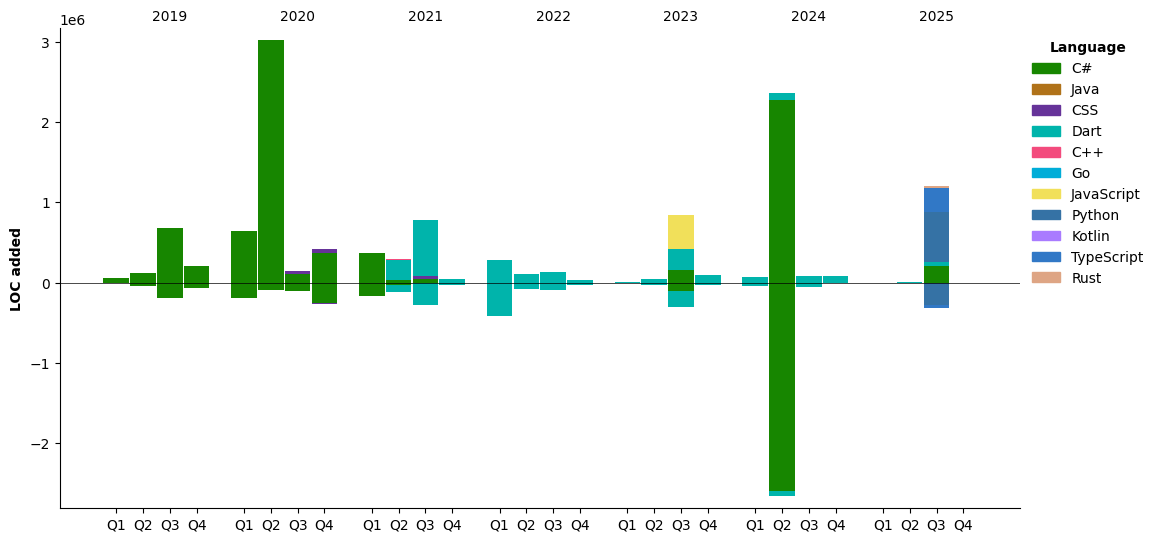 1e6
2019 2020 2021 2022 2023 2024 2025
3
2
1
0
−1
−2
LOC added
Q1 Q2 Q3 Q4 Q1 Q2 Q3 Q4 Q1 Q2 Q3 Q4 Q1 Q2 Q3 Q4 Q1 Q2 Q3 Q4 Q1 Q2 Q3 Q4 Q1 Q2 Q3 Q4
Language
C#
Java
CSS
Dart
C++
Go
JavaScript
Python
Kotlin
TypeScript
Rust